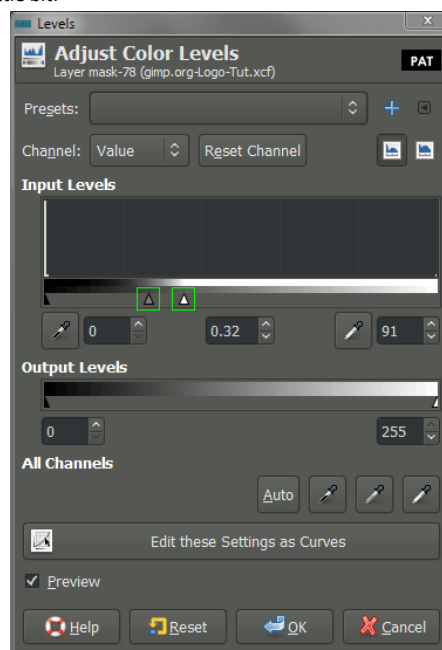 Levels
Adjust Color Levels
Layer mask-78 (gimp.org-Logo-Tut.xcf)
PAT
Presets:
Channel: Value Reset Channel
Input Levels
0 0.32 91
Output Levels
0 255
All Channels
Auto
Edit these Settings as Curves
Preview
Help Reset OK Cancel